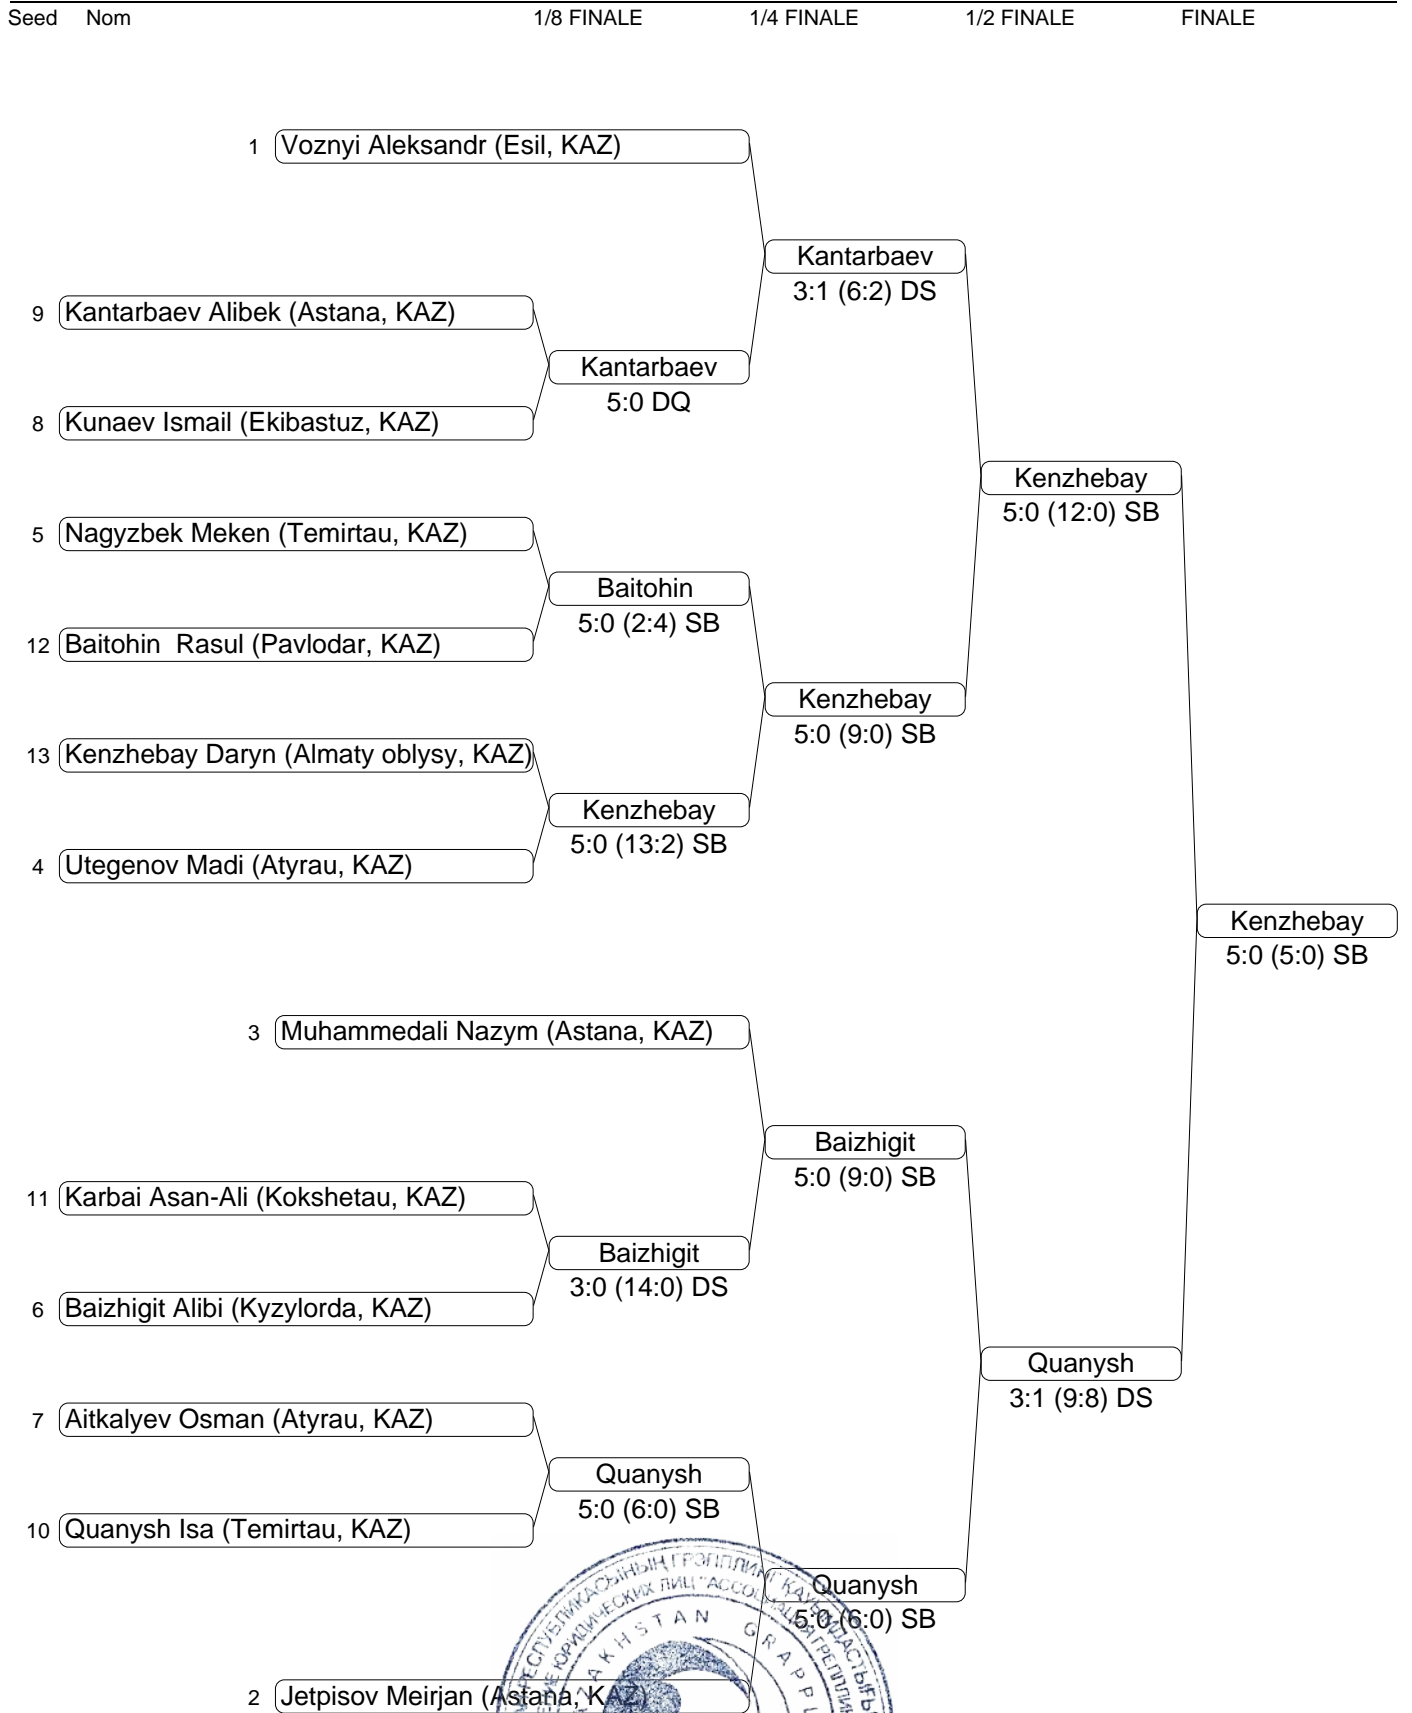 Seed Nom 1/8 FINALE 1/4 FINALE 1/2 FINALE FINALE
1 Voznyi Aleksandr (Esil, KAZ)
Kantarbaev
3:1 (6:2) DS
9 Kantarbaev Alibek (Astana, KAZ)
Kantarbaev
5:0 DQ
8 Kunaev Ismail (Ekibastuz, KAZ)
Kenzhebay
5:0 (12:0) SB
5 Nagyzbek Meken (Temirtau, KAZ)
Baitohin
5:0 (2:4) SB
12 Baitohin  Rasul (Pavlodar, KAZ)
Kenzhebay
5:0 (9:0) SB
13 Kenzhebay Daryn (Almaty oblysy, KAZ)
Kenzhebay
5:0 (13:2) SB
4 Utegenov Madi (Atyrau, KAZ)
Kenzhebay
5:0 (5:0) SB
3 Muhammedali Nazym (Astana, KAZ)
Baizhigit
5:0 (9:0) SB
11 Karbai Asan-Ali (Kokshetau, KAZ)
Baizhigit
3:0 (14:0) DS
6 Baizhigit Alibi (Kyzylorda, KAZ)
Quanysh
3:1 (9:8) DS
7 Aitkalyev Osman (Atyrau, KAZ)
Quanysh
5:0 (6:0) SB
10 Quanysh Isa (Temirtau, KAZ)
Quanysh
5:0 (6:0) SB
2 Jetpisov Meirjan (Astana, KAZ)